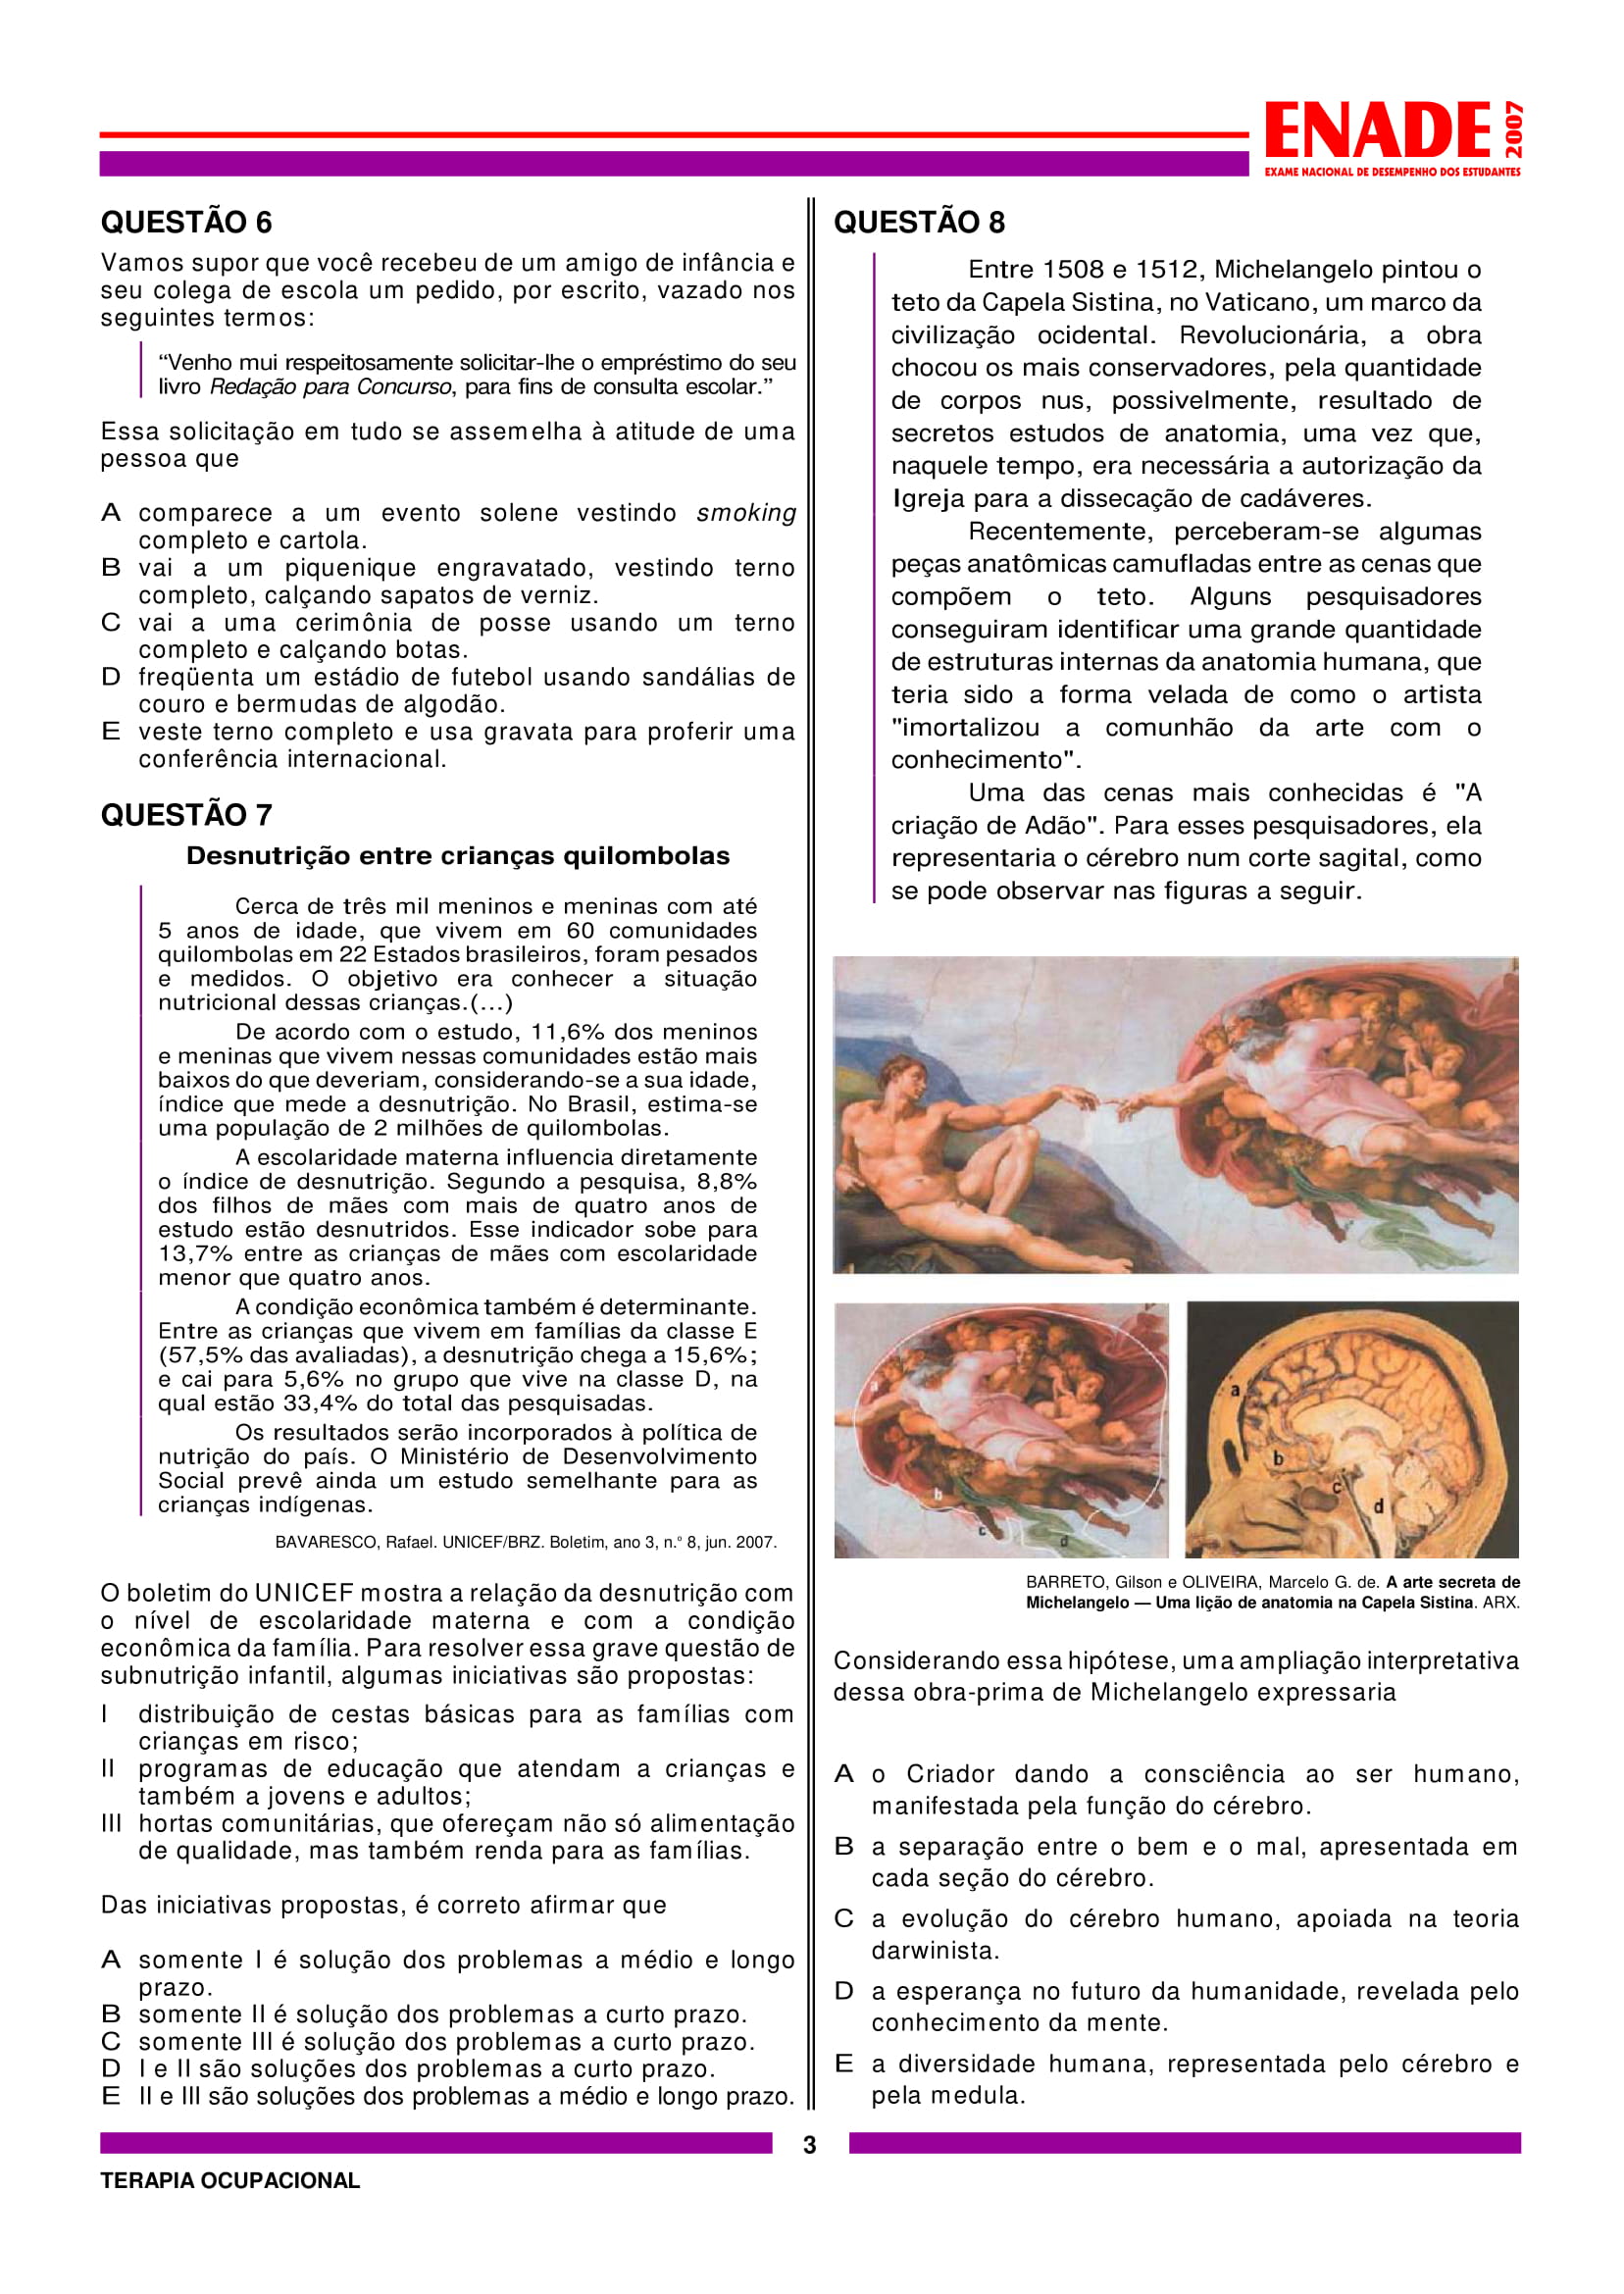 ENADE 2007
EXAME NACIONAL DE DESEMPENHO DOS ESTUDANTES
QUESTÃO 6
Vamos supor que você recebeu de um amigo de infância e
seu colega de escola um pedido, por escrito, vazado nos
seguintes termos:
“Venho mui respeitosamente solicitar-lhe o empréstimo do seu
livro Redação para Concurso, para fins de consulta escolar.”
Essa solicitação em tudo se assemelha à atitude de uma
pessoa que
A comparece a um evento solene vestindo smoking
completo e cartola.
B vai a um piquenique engravatado, vestindo terno
completo, calçando sapatos de verniz.
C vai a uma cerimônia de posse usando um terno
completo e calçando botas.
D freqüenta um estádio de futebol usando sandálias de
couro e bermudas de algodão.
E veste terno completo e usa gravata para proferir uma
conferência internacional.
QUESTÃO 7
Desnutrição entre crianças quilombolas
Cerca de três mil meninos e meninas com até
5 anos de idade, que vivem em 60 comunidades
quilombolas em 22 Estados brasileiros, foram pesados
e medidos. O objetivo era conhecer a situação
nutricional dessas crianças.(...)
De acordo com o estudo, 11,6% dos meninos
e meninas que vivem nessas comunidades estão mais
baixos do que deveriam, considerando-se a sua idade,
índice que mede a desnutrição. No Brasil, estima-se
uma população de 2 milhões de quilombolas.
A escolaridade materna influencia diretamente
o índice de desnutrição. Segundo a pesquisa, 8,8%
dos filhos de mães com mais de quatro anos de
estudo estão desnutridos. Esse indicador sobe para
13,7% entre as crianças de mães com escolaridade
menor que quatro anos.
A condição econômica também é determinante.
Entre as crianças que vivem em famílias da classe E
(57,5% das avaliadas), a desnutrição chega a 15,6%;
e cai para 5,6% no grupo que vive na classe D, na
qual estão 33,4% do total das pesquisadas.
Os resultados serão incorporados à política de
nutrição do país. O Ministério de Desenvolvimento
Social prevê ainda um estudo semelhante para as
crianças indígenas.
BAVARESCO, Rafael. UNICEF/BRZ. Boletim, ano 3, n.º 8, jun. 2007.
O boletim do UNICEF mostra a relação da desnutrição com
o nível de escolaridade materna e com a condição
econômica da família. Para resolver essa grave questão de
subnutrição infantil, algumas iniciativas são propostas:
I distribuição de cestas básicas para as famílias com
crianças em risco;
II programas de educação que atendam a crianças e
também a jovens e adultos;
III hortas comunitárias, que ofereçam não só alimentação
de qualidade, mas também renda para as famílias.
Das iniciativas propostas, é correto afirmar que
A somente I é solução dos problemas a médio e longo
prazo.
B somente II é solução dos problemas a curto prazo.
C somente III é solução dos problemas a curto prazo.
D I e II são soluções dos problemas a curto prazo.
E II e III são soluções dos problemas a médio e longo prazo.
QUESTÃO 8
Entre 1508 e 1512, Michelangelo pintou o
teto da Capela Sistina, no Vaticano, um marco da
civilização ocidental. Revolucionária, a obra
chocou os mais conservadores, pela quantidade
de corpos nus, possivelmente, resultado de
secretos estudos de anatomia, uma vez que,
naquele tempo, era necessária a autorização da
Igreja para a dissecação de cadáveres.
Recentemente, perceberam-se algumas
peças anatômicas camufladas entre as cenas que
compõem o teto. Alguns pesquisadores
conseguiram identificar uma grande quantidade
de estruturas internas da anatomia humana, que
teria sido a forma velada de como o artista
"imortalizou a comunhão da arte com o
conhecimento".
Uma das cenas mais conhecidas é "A
criação de Adão". Para esses pesquisadores, ela
representaria o cérebro num corte sagital, como
se pode observar nas figuras a seguir.
a
b
c
d
a
b
c
d
BARRETO, Gilson e OLIVEIRA, Marcelo G. de. A arte secreta de
Michelangelo — Uma lição de anatomia na Capela Sistina. ARX.
Considerando essa hipótese, uma ampliação interpretativa
dessa obra-prima de Michelangelo expressaria
A o Criador dando a consciência ao ser humano,
manifestada pela função do cérebro.
B a separação entre o bem e o mal, apresentada em
cada seção do cérebro.
C a evolução do cérebro humano, apoiada na teoria
darwinista.
D a esperança no futuro da humanidade, revelada pelo
conhecimento da mente.
E a diversidade humana, representada pelo cérebro e
pela medula.
3
TERAPIA OCUPACIONAL